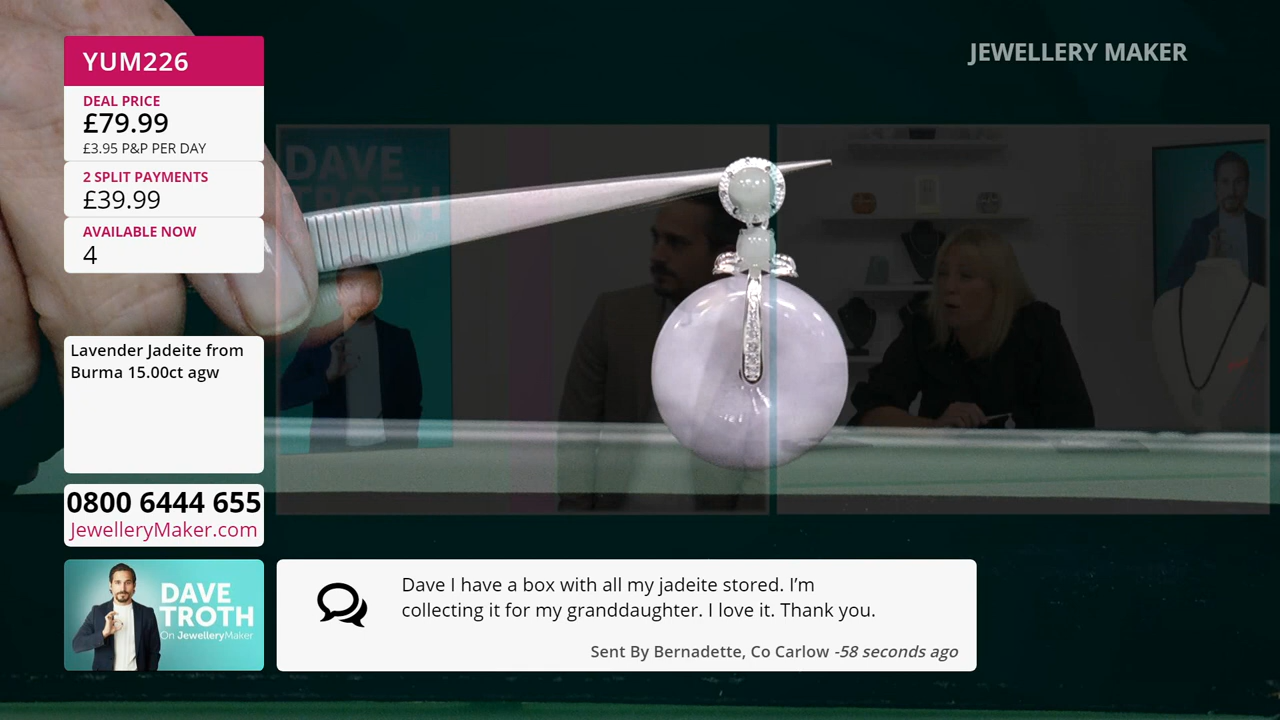 YUM226
DEAL PRICE
£79.99
£3.95 P&P PER DAY
2 SPLIT PAYMENTS
£39.99
AVAILABLE NOW
4
Lavender Jadeite from
Burma 15.00ct agw
0800 6444 655
JewelleryMaker.com
DAVE
TROTH
On JewelleryMaker
JEWELLERY MAKER
DAVE
TROTH
Dave I have a box with all my jadeite stored. I’m
collecting it for my granddaughter. I love it. Thank you.
Sent By Bernadette, Co Carlow -58 seconds ago